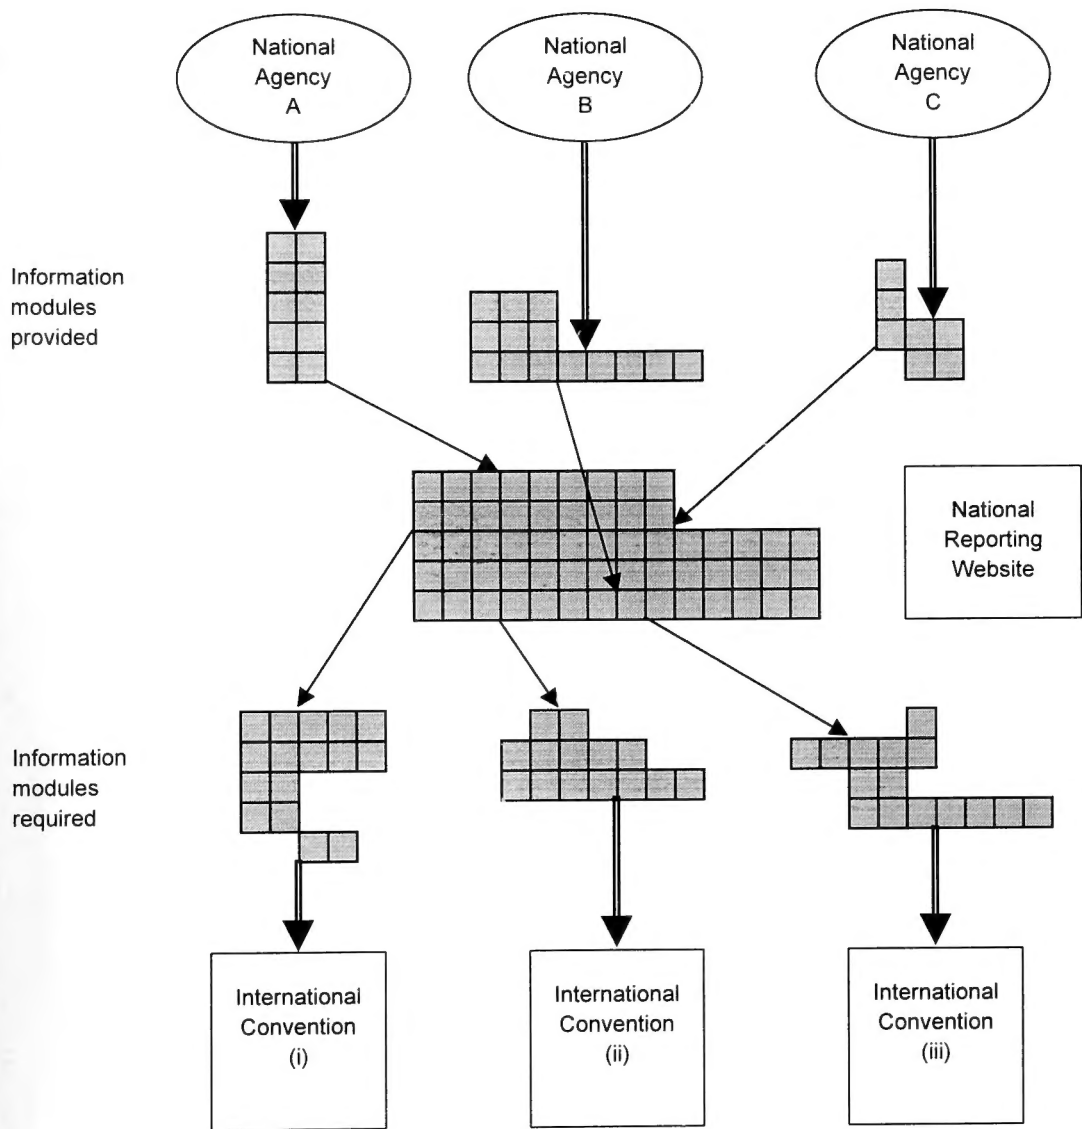 National
Agency
A
National
Agency
B
National
Agency
C
Information
modules
provided
National
Reporting
Website
Information
modules
required
International
Convention
(i)
International
Convention
(ii)
International
Convention
(iii)